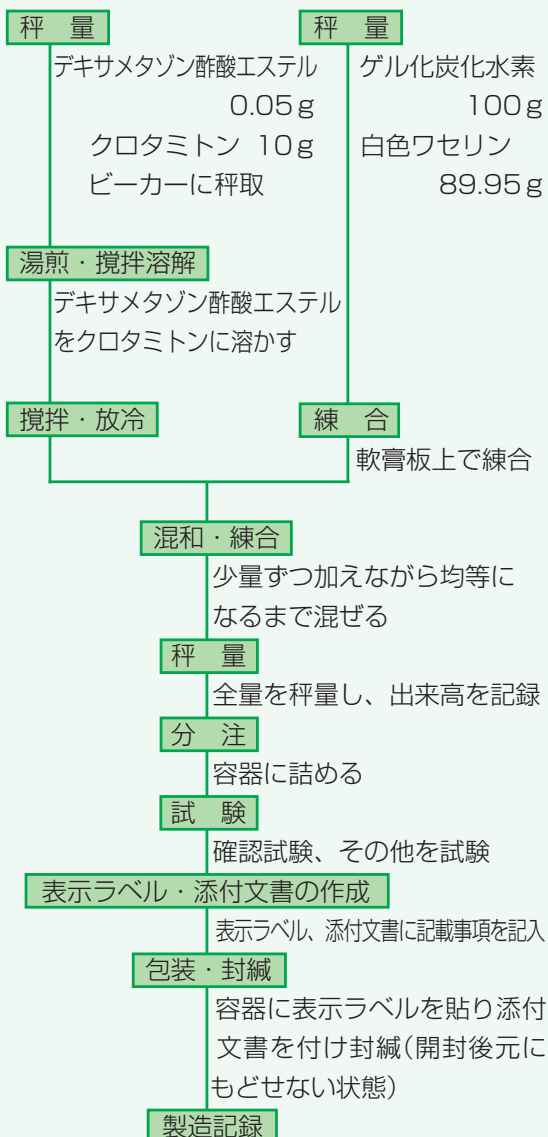 秤　量
デキサメタゾン酢酸エステル
0.05g
クロタミトン 10g
ビーカーに秤取
湯煎・撹拌溶解
デキサメタゾン酢酸エステル
をクロタミトンに溶かす
撹拌・放冷
秤　量
ゲル化炭化水素
100g
白色ワセリン
89.95g
練　合
軟膏板上で練合
混和・練合
少量ずつ加えながら均等に
なるまで混ぜる
秤　量
全量を秤量し、出来高を記録
分　注
容器に詰める
試　験
確認試験、その他を試験
表示ラベル・添付文書の作成
表示ラベル、添付文書に記載事項を記入
包装・封緘
容器に表示ラベルを貼り添付
文書を付け封緘(開封後元に
もどせない状態)
製造記録